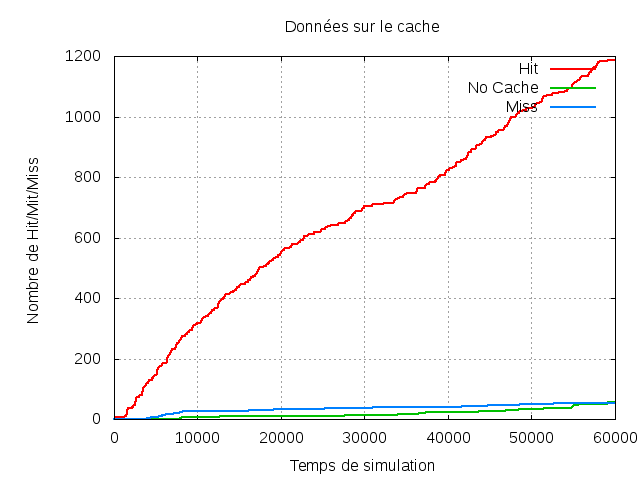 Données sur le cache
Nombre de Hit/Mit/Miss
1200
1000
800
600
400
200
0
Hit
No Cache
Miss
0 10000 20000 30000 40000 50000 60000
Temps de simulation